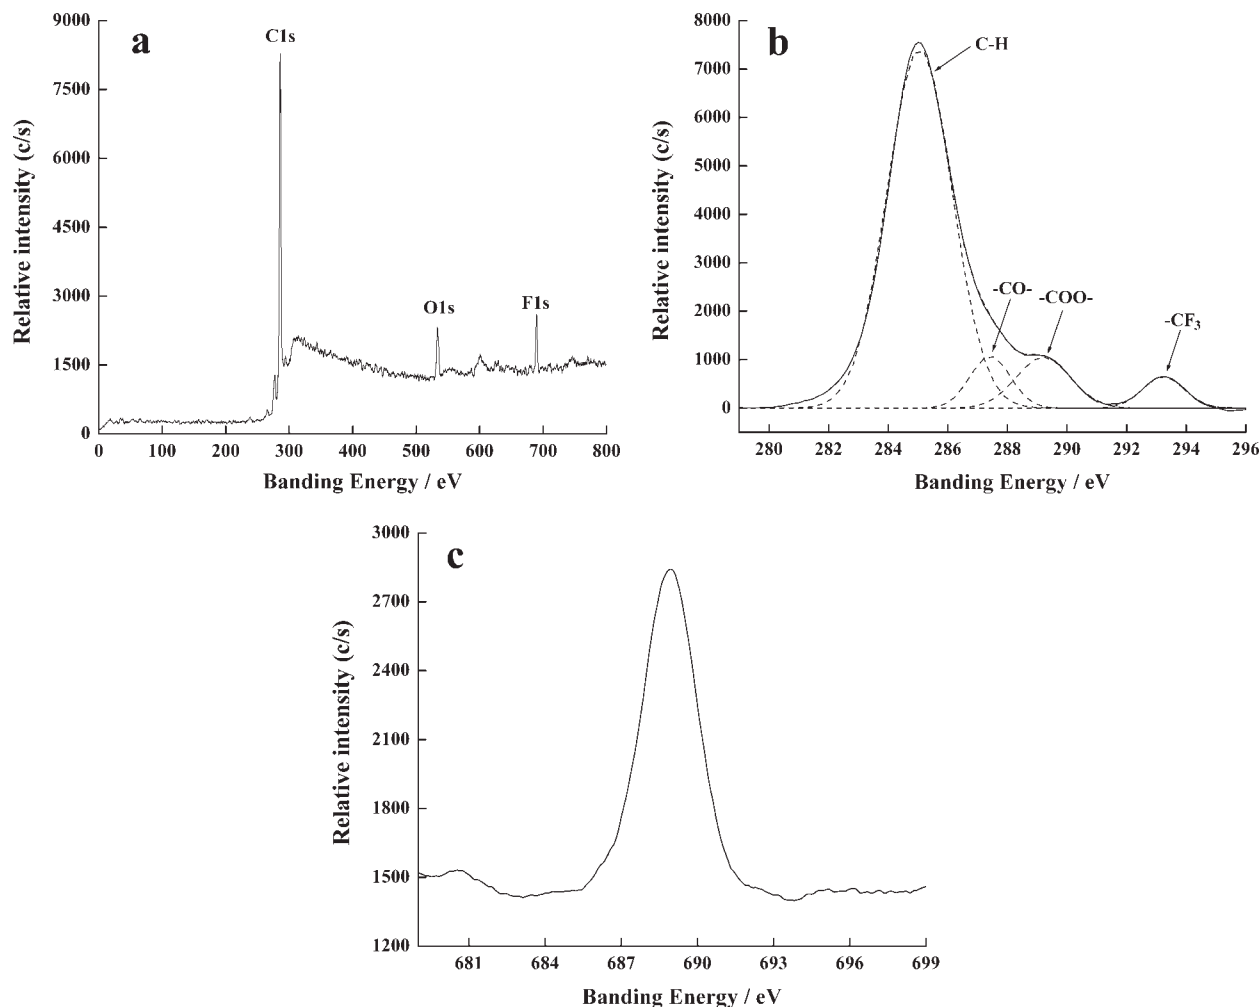 a
9000
7500
6000
4500
3000
1500
0
C1s
O1s
F1s
0 100 200 300 400 500 600 700 800
Banding Energy / eV
Relative intensity (c/s)
b
8000
7000
6000
5000
4000
3000
2000
1000
0
C-H
-CO-
-COO-
-CF₃
280 282 284 286 288 290 292 294 296
Banding Energy / eV
Relative intensity (c/s)
c
3000
2700
2400
2100
1800
1500
1200
681 684 687 690 693 696 699
Banding Energy / eV
Relative intensity (c/s)